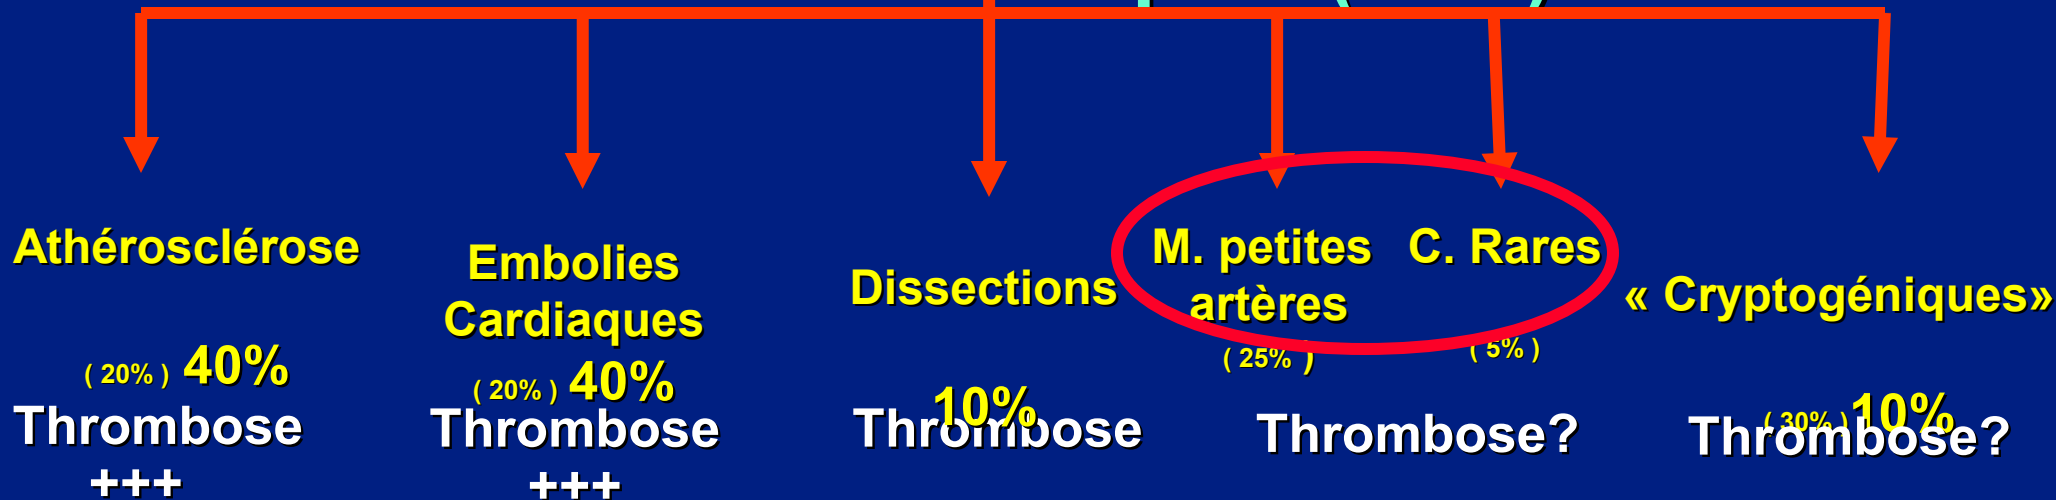 Athérosclérose
( 20% ) 40%
Thrombose
+++
Embolies
Cardiaques
( 20% ) 40%
Thrombose
+++
Dissections
10%
Thrombose
M. petites
artères
( 25% )
C. Rares
( 5% )
Thrombose?
« Cryptogéniques»
( 30% ) 10%
Thrombose?